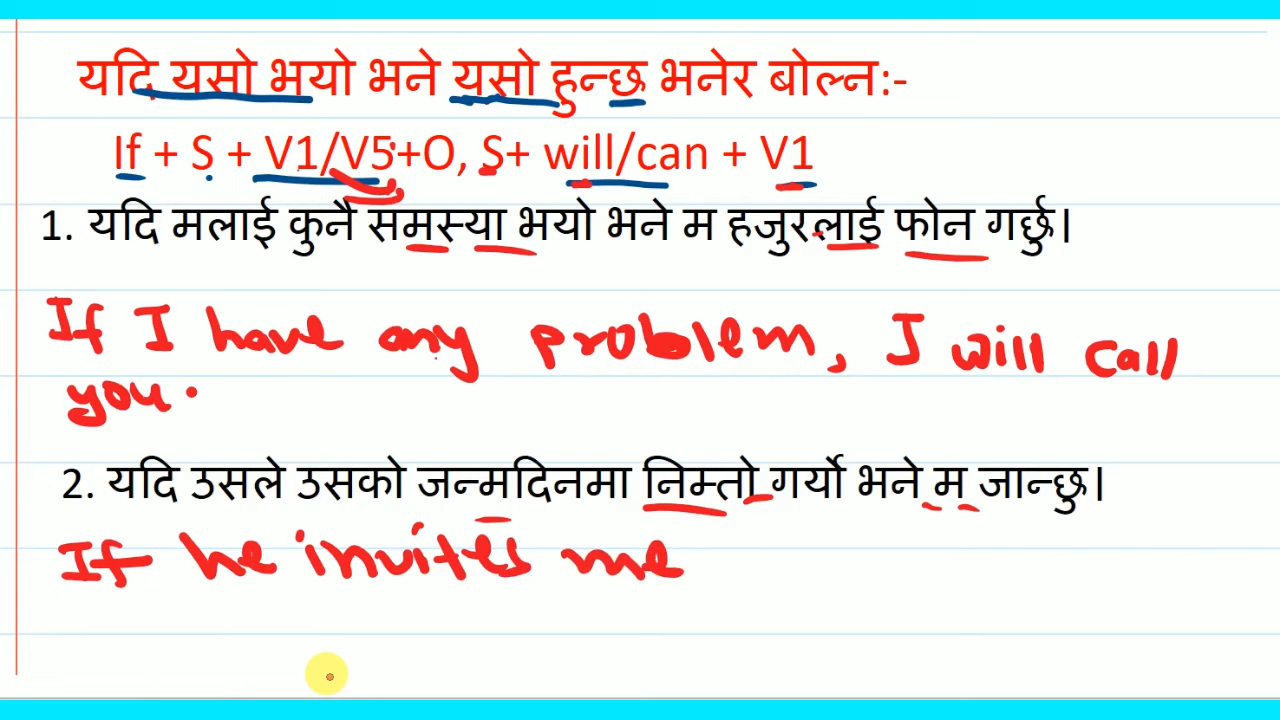 यदि यसो भयो भने यसो हुन्छ भनेर बोल्न:-
If + S + V1/V5+O, S+ will/can + V1
1. यदि मलाई कुनै समस्या भयो भने म हजुरलाई फोन गर्छु।
If I have any problem, I will call
you.
2. यदि उसले उसको जन्मदिनमा निम्तो गर्यो भने म जान्छु।
If he invites me